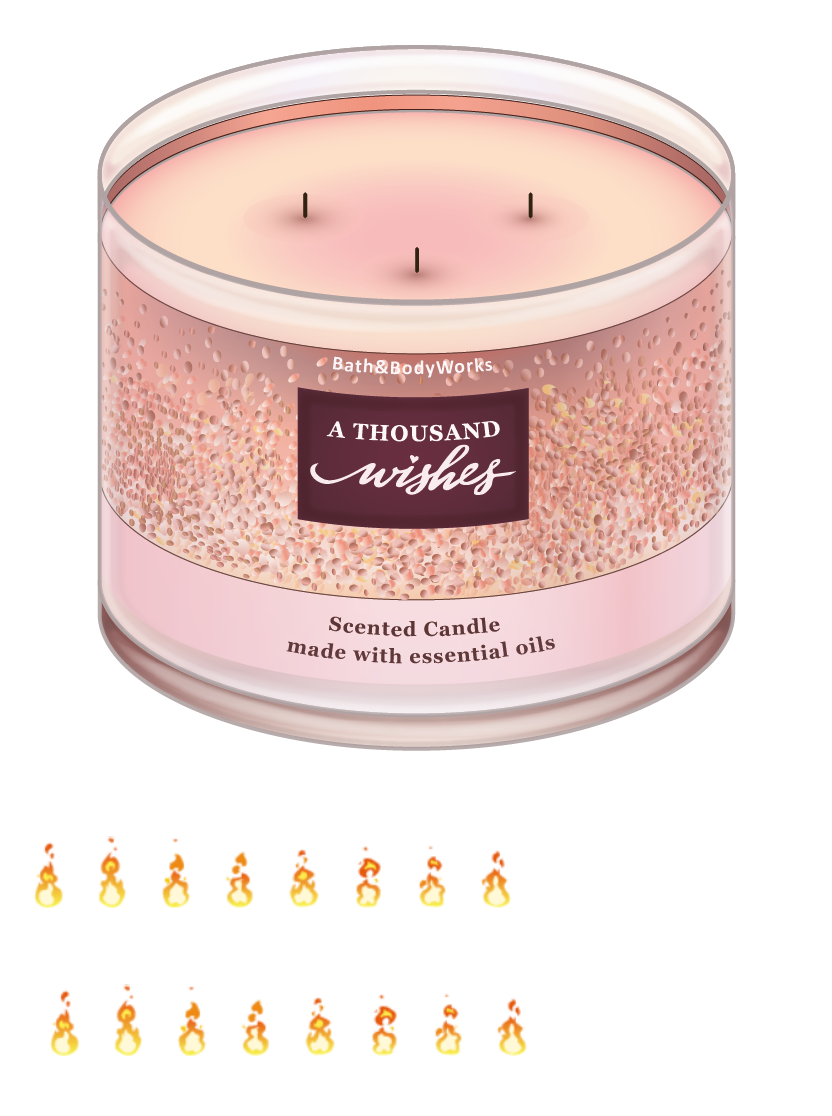 Bath&BodyWorks
A THOUSAND
wishes
Scented Candle
made with essential oils